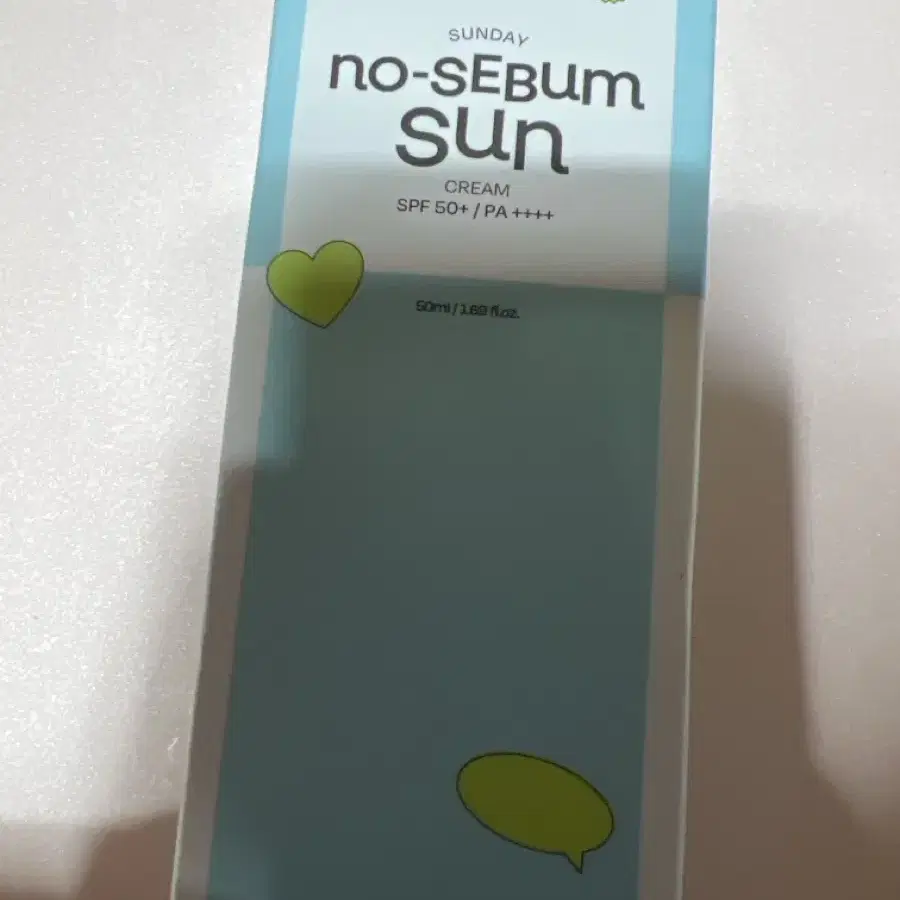 SUNDAY
no-sEBum
sun
CREAM
SPF 50+ / PA ++++
50ml / 1.69 fl.oz.